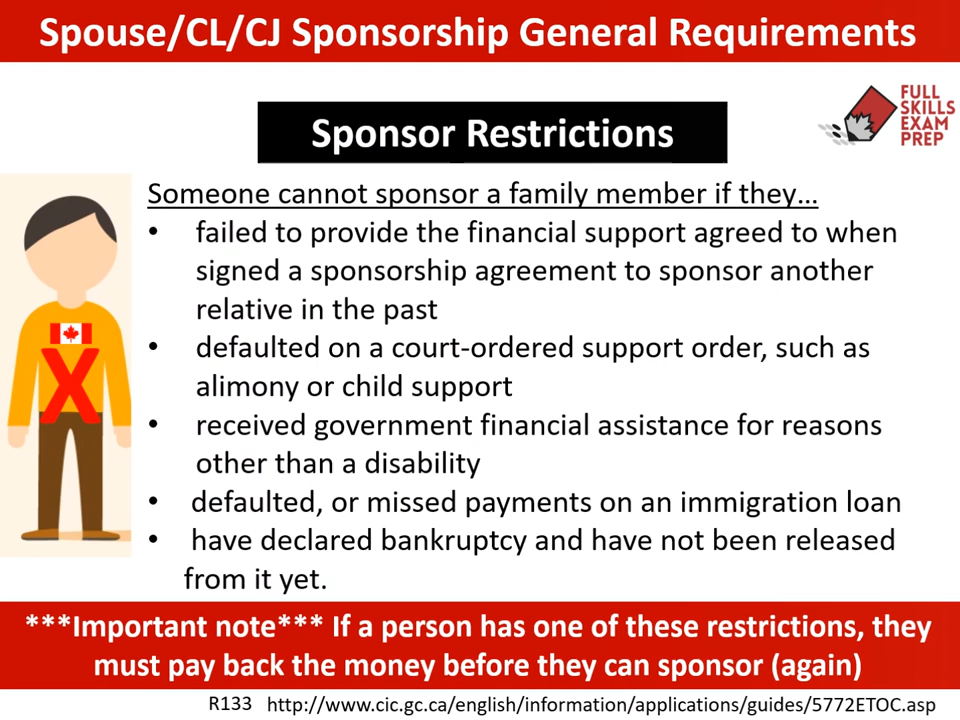 Spouse/CL/CJ Sponsorship General Requirements
FULL
SKILLS
EXAM
PREP
Sponsor Restrictions
Someone cannot sponsor a family member if they…
• failed to provide the financial support agreed to when
signed a sponsorship agreement to sponsor another
relative in the past
• defaulted on a court-ordered support order, such as
alimony or child support
• received government financial assistance for reasons
other than a disability
• defaulted, or missed payments on an immigration loan
• have declared bankruptcy and have not been released
from it yet.
X
***Important note*** If a person has one of these restrictions, they
must pay back the money before they can sponsor (again)
R133 http://www.cic.gc.ca/english/information/applications/guides/5772ETOC.asp